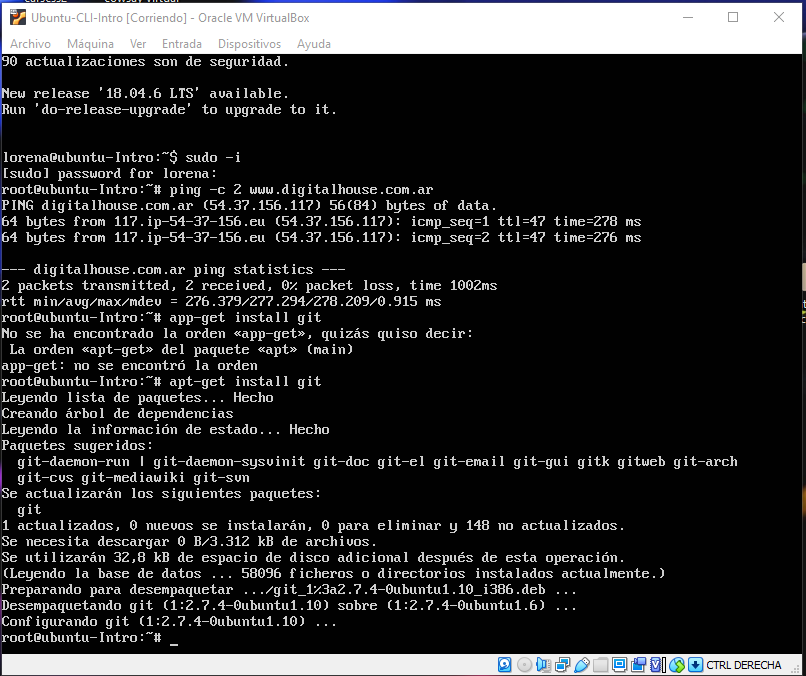 Ubuntu-CLI-Intro [Corriendo] - Oracle VM VirtualBox
Archivo Máquina Ver Entrada Dispositivos Ayuda
90 actualizaciones son de seguridad.
New release '18.04.6 LTS' available.
Run 'do-release-upgrade' to upgrade to it.
lorena@ubuntu-Intro:~$ sudo -i
[sudo] password for lorena:
root@ubuntu-Intro:~# ping -c 2 www.digitalhouse.com.ar
PING digitalhouse.com.ar (54.37.156.117) 56(84) bytes of data.
64 bytes from 117.ip-54-37-156.eu (54.37.156.117): icmp_seq=1 ttl=47 time=278 ms
64 bytes from 117.ip-54-37-156.eu (54.37.156.117): icmp_seq=2 ttl=47 time=276 ms
--- digitalhouse.com.ar ping statistics ---
2 packets transmitted, 2 received, 0% packet loss, time 1002ms
rtt min/avg/max/mdev = 276.379/277.294/278.209/0.915 ms
root@ubuntu-Intro:~# app-get install git
No se ha encontrado la orden «app-get», quizás quiso decir:
La orden «apt-get» del paquete «apt» (main)
app-get: no se encontró la orden
root@ubuntu-Intro:~# apt-get install git
Leyendo lista de paquetes... Hecho
Creando árbol de dependencias
Leyendo la información de estado... Hecho
Paquetes sugeridos:
git-daemon-run | git-daemon-sysvinit git-doc git-el git-email git-gui gitk gitweb git-arch
git-cvs git-mediawiki git-svn
Se actualizarán los siguientes paquetes:
git
1 actualizados, 0 nuevos se instalarán, 0 para eliminar y 148 no actualizados.
Se necesita descargar 0 B/3.312 kB de archivos.
Se utilizarán 32,8 kB de espacio de disco adicional después de esta operación.
(Leyendo la base de datos ... 58096 ficheros o directorios instalados actualmente.)
Preparando para desempaquetar .../git_1%3a2.7.4-0ubuntu1.10_i386.deb ...
Desempaquetando git (1:2.7.4-0ubuntu1.10) sobre (1:2.7.4-0ubuntu1.6) ...
Configurando git (1:2.7.4-0ubuntu1.10) ...
root@ubuntu-Intro:~# _
CTRL DERECHA